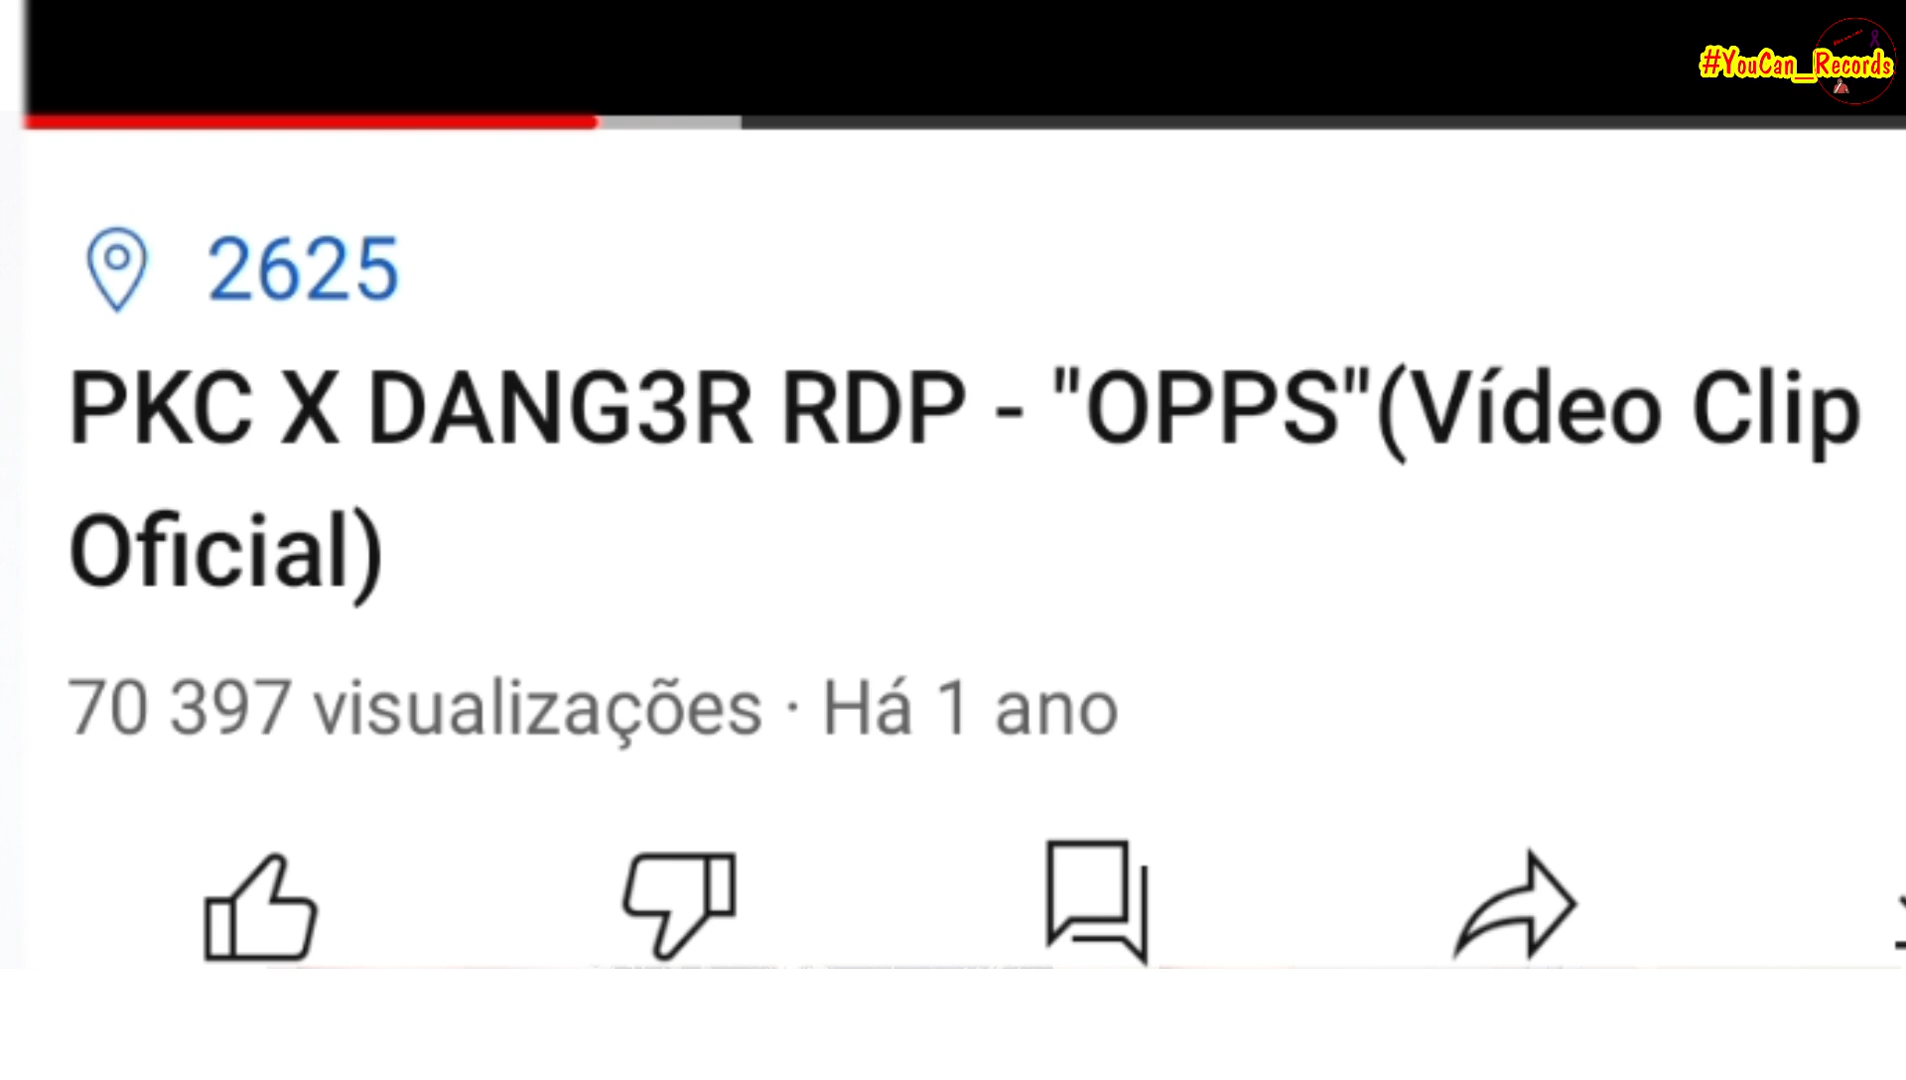 #YouCan_Records
2625
PKC X DANG3R RDP - "OPPS"(Vídeo Clip
Oficial)
70 397 visualizações · Há 1 ano